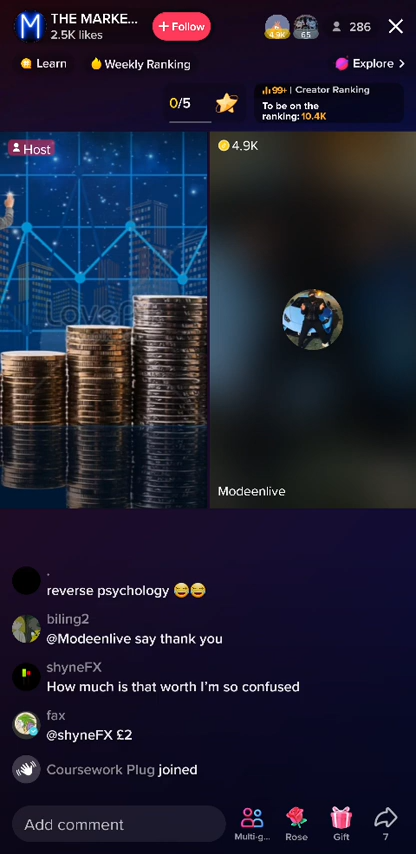 M THE MARKE...
2.5K likes
+ Follow
4.9K
65
286
Learn
Weekly Ranking
Explore >
0/5
99+ | Creator Ranking
To be on the
ranking: 10.4K
Host
4.9K
Modeenlive
.
reverse psychology 😅😅
biling2
@Modeenlive say thank you
shyneFX
How much is that worth I'm so confused
fax
@shyneFX £2
Coursework Plug joined
Add comment
Multi-g...
Rose
Gift
7